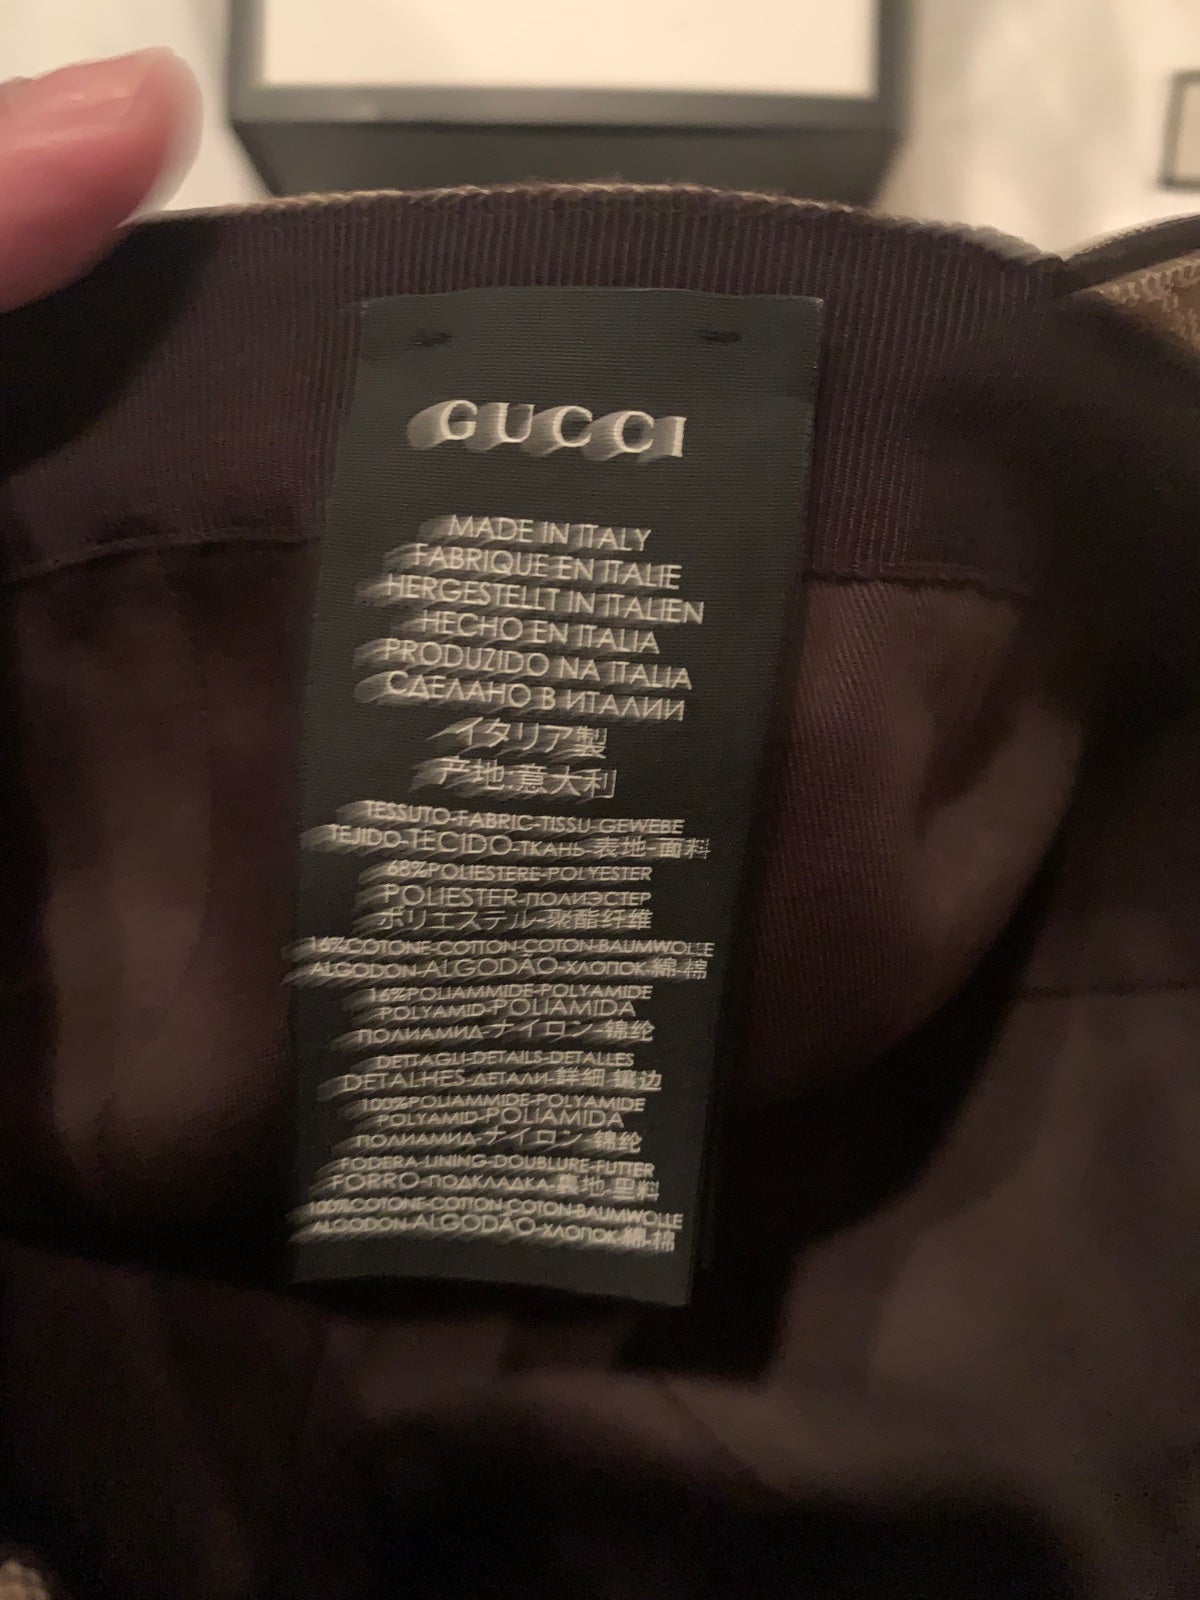 GUCCI
MADE IN ITALY
FABRIQUE EN ITALIE
HERGESTELLT IN ITALIEN
HECHO EN ITALIA
PRODUZIDO NA ITALIA
СДЕЛАНО В ИТАЛИИ
イタリア製
产地:意大利
TESSUTO-FABRIC-TISSU-GEWEBE
TEJIDO-TECIDO-ТКАНЬ-表地-面料
68%POLIESTERE-POLYESTER
POLIESTER-ПОЛИЭСТЕР
ポリエステル-聚酯纤维
16%COTONE-COTTON-COTON-BAUMWOLLE
ALGODON-ALGODÃO-ХЛОПОК-綿-棉
16%POLIAMMIDE-POLYAMIDE
POLYAMID-POLIAMIDA
ПОЛИАМИД-ナイロン-锦纶
DETTAGLI-DETAILS-DETALLES
DETALHES-ДЕТАЛИ-詳細-镶边
100%POLIAMMIDE-POLYAMIDE
POLYAMID-POLIAMIDA
ПОЛИАМИД-ナイロン-锦纶
FODERA-LINING-DOUBLURE-FUTTER
FORRO-ПОДКЛАДКА-裏地-里料
100%COTONE-COTTON-COTON-BAUMWOLLE
ALGODON-ALGODÃO-ХЛОПОК-綿-棉